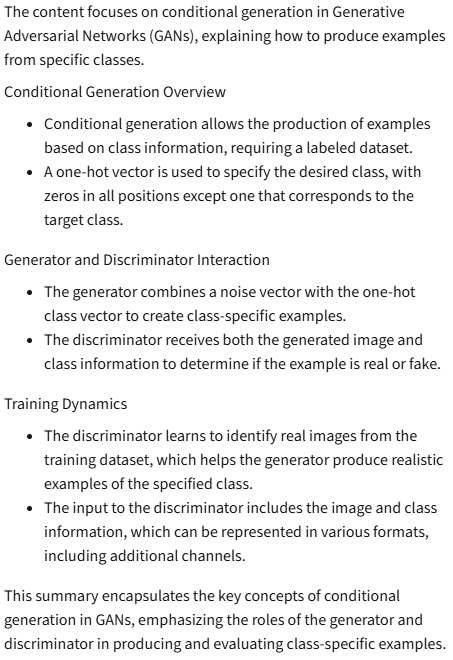 The content focuses on conditional generation in Generative
Adversarial Networks (GANs), explaining how to produce examples
from specific classes.
Conditional Generation Overview
• Conditional generation allows the production of examples
based on class information, requiring a labeled dataset.
• A one-hot vector is used to specify the desired class, with
zeros in all positions except one that corresponds to the
target class.
Generator and Discriminator Interaction
• The generator combines a noise vector with the one-hot
class vector to create class-specific examples.
• The discriminator receives both the generated image and
class information to determine if the example is real or fake.
Training Dynamics
• The discriminator learns to identify real images from the
training dataset, which helps the generator produce realistic
examples of the specified class.
• The input to the discriminator includes the image and class
information, which can be represented in various formats,
including additional channels.
This summary encapsulates the key concepts of conditional
generation in GANs, emphasizing the roles of the generator and
discriminator in producing and evaluating class-specific examples.